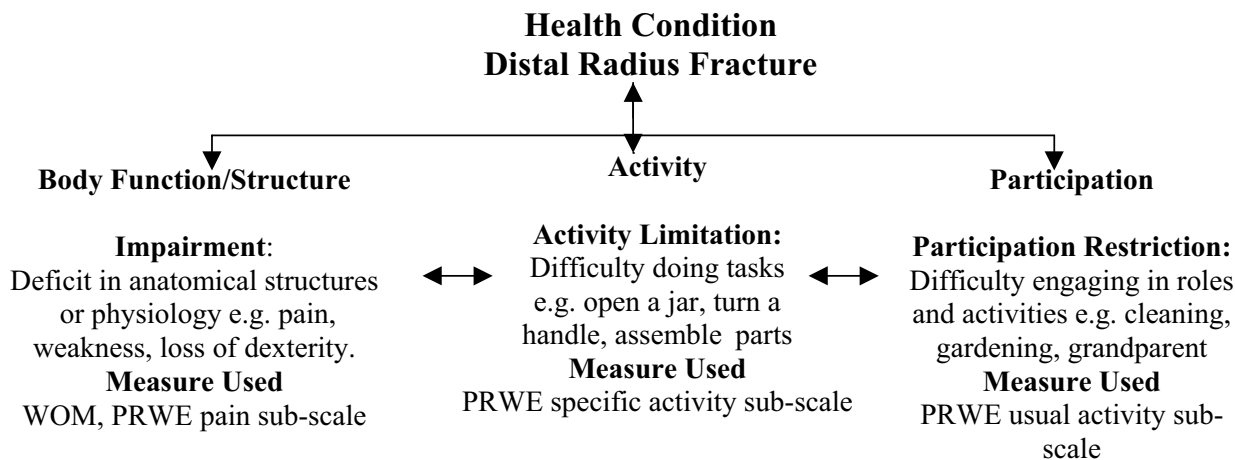 Health Condition
Distal Radius Fracture
Body Function/Structure
Impairment:
Deficit in anatomical structures
or physiology e.g. pain,
weakness, loss of dexterity.
Measure Used
WOM, PRWE pain sub-scale
Activity
Activity Limitation:
Difficulty doing tasks
e.g. open a jar, turn a
handle, assemble parts
Measure Used
PRWE specific activity sub-scale
Participation
Participation Restriction:
Difficulty engaging in roles
and activities e.g. cleaning,
gardening, grandparent
Measure Used
PRWE usual activity sub-
scale